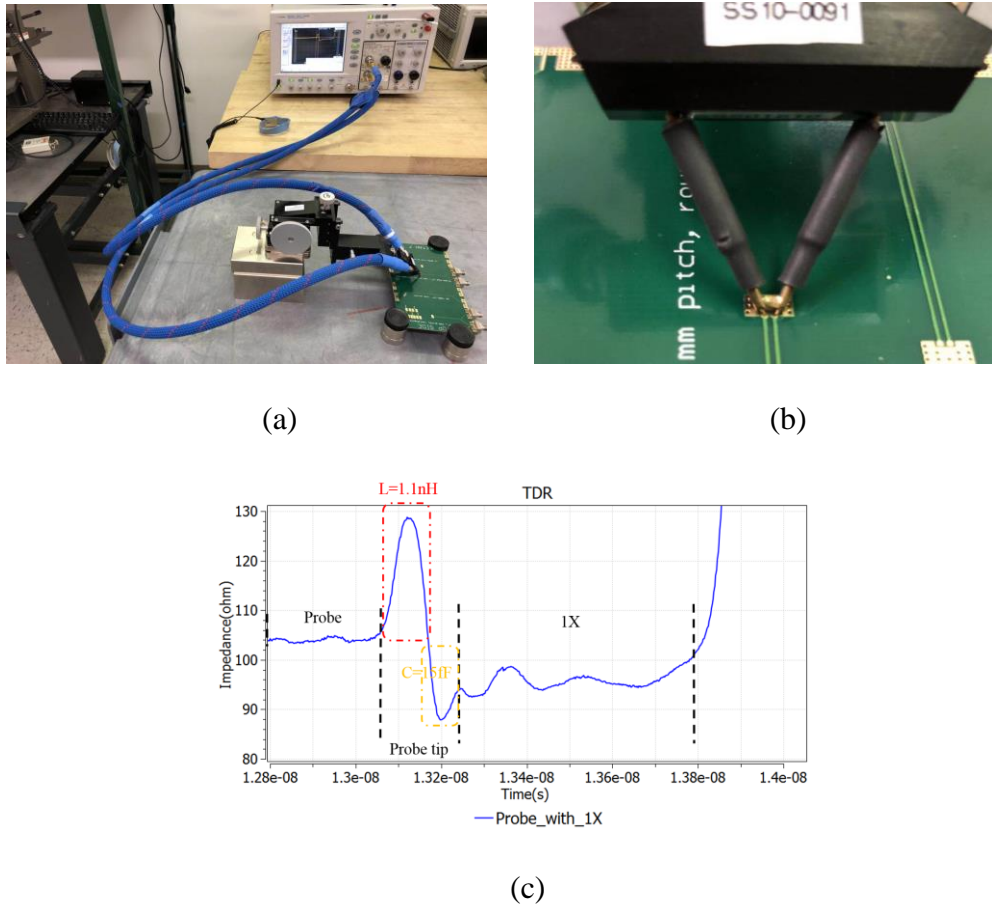 SS10-0091
mm pitch, ro
(a)
(b)
L=1.1nH
TDR
130
120
110
100
90
80
Impedance(ohm)
Probe
1X
C=15fF
Probe tip
1.28e-08
1.3e-08
1.32e-08
1.34e-08
1.36e-08
1.38e-08
1.4e-08
Time(s)
Probe_with_1X
(c)